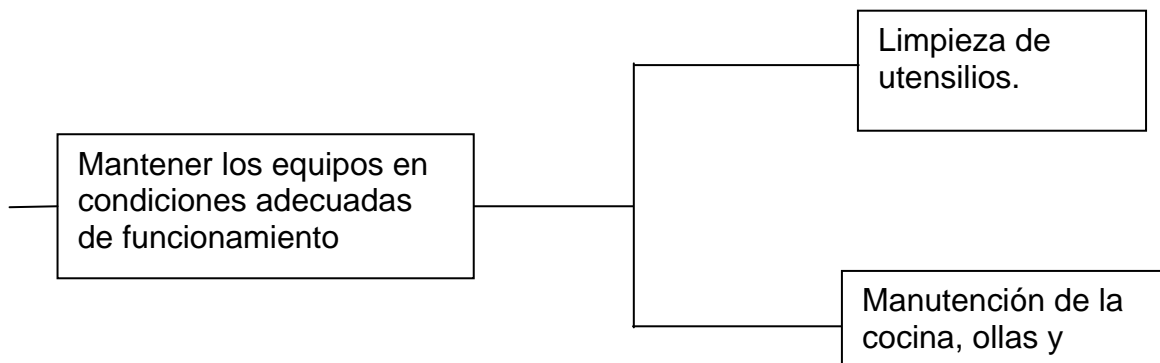 Limpieza de
utensilios.
Mantener los equipos en
condiciones adecuadas
de funcionamiento
Manutención de la
cocina, ollas y